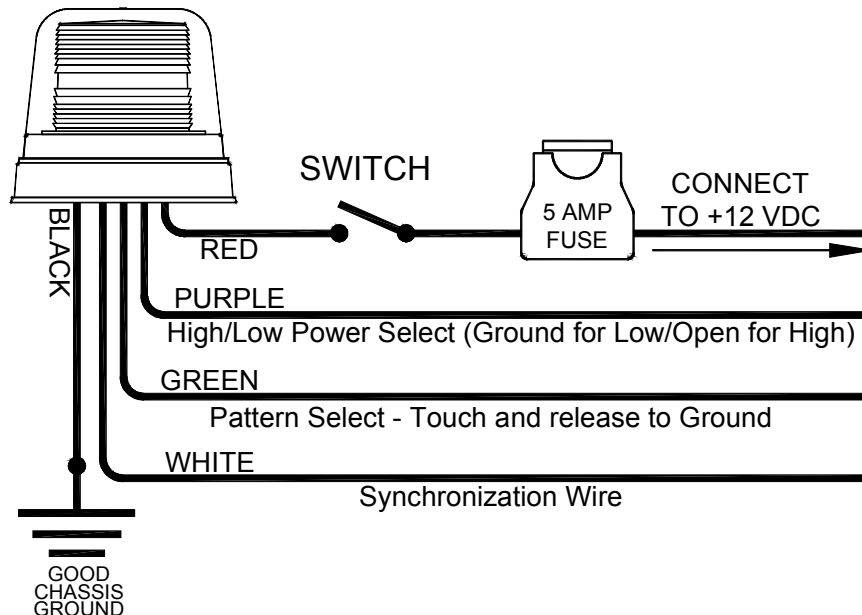 SWITCH
5 AMP
FUSE
CONNECT
TO +12 VDC
BLACK
RED
PURPLE
High/Low Power Select (Ground for Low/Open for High)
GREEN
Pattern Select - Touch and release to Ground
WHITE
Synchronization Wire
GOOD
CHASSIS
GROUND